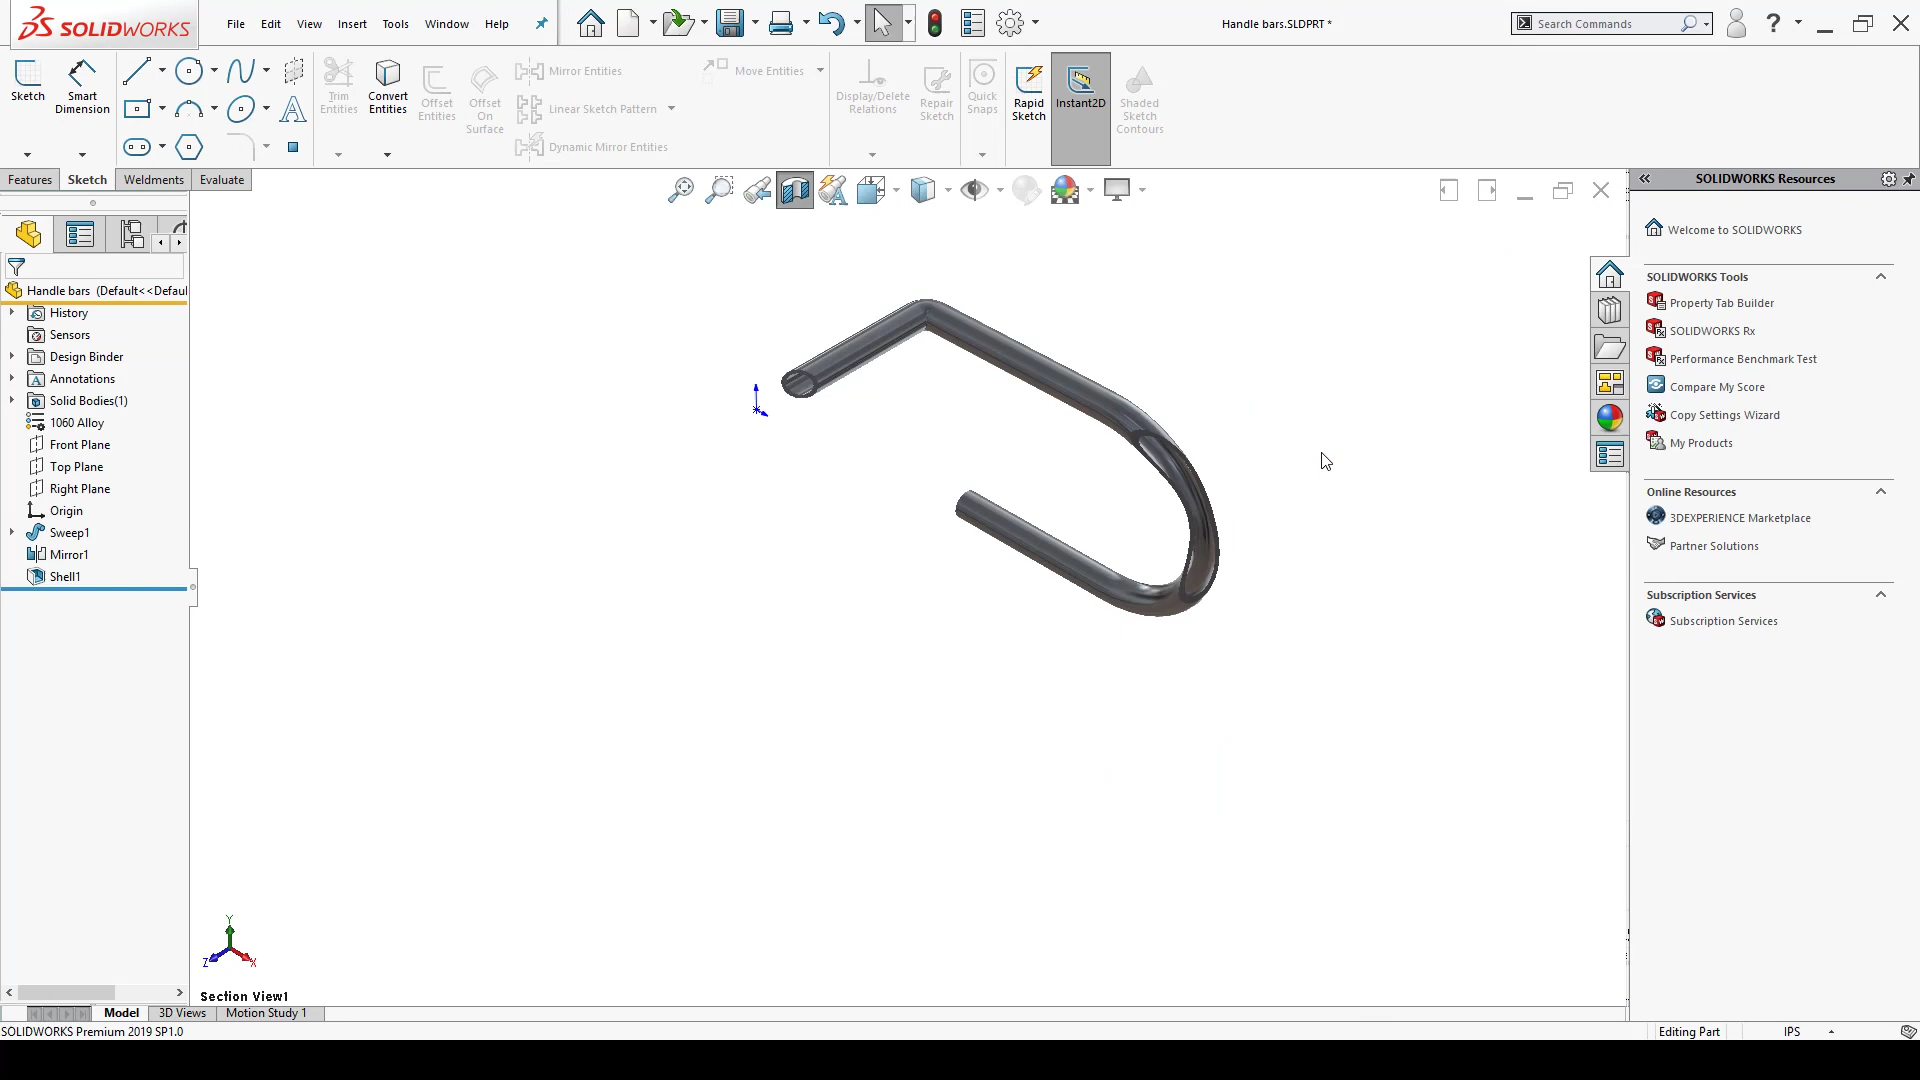 SOLIDWORKS
File Edit View Insert Tools Window Help
Handle bars.SLDPRT *
Search Commands
?
Sketch
Smart
Dimension
Trim
Entities
Convert
Entities
Offset
Entities
Offset
On
Surface
Mirror Entities
Linear Sketch Pattern
Dynamic Mirror Entities
Move Entities
Display/Delete
Relations
Repair
Sketch
Quick
Snaps
Rapid
Sketch
Instant2D
Shaded
Sketch
Contours
Features Sketch Weldments Evaluate
Handle bars (Default<<Defaul
History
Sensors
Design Binder
Annotations
Solid Bodies(1)
1060 Alloy
Front Plane
Top Plane
Right Plane
Origin
Sweep1
Mirror1
Shell1
SOLIDWORKS Resources
Welcome to SOLIDWORKS
SOLIDWORKS Tools
Property Tab Builder
SOLIDWORKS Rx
Performance Benchmark Test
Compare My Score
Copy Settings Wizard
My Products
Online Resources
3DEXPERIENCE Marketplace
Partner Solutions
Subscription Services
Subscription Services
Y
Z
X
Section View1
Model 3D Views Motion Study 1
SOLIDWORKS Premium 2019 SP1.0
Editing Part
IPS